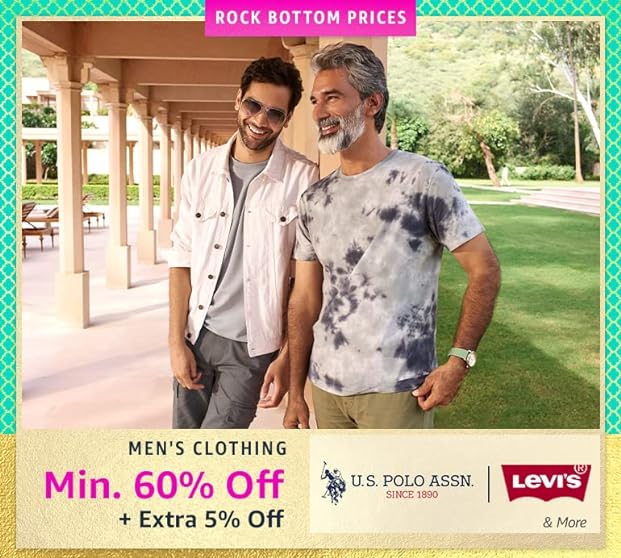 ROCK BOTTOM PRICES
MEN'S CLOTHING
Min. 60% Off
+ Extra 5% Off
U.S. POLO ASSN.
SINCE 1890
LEVI'S®
& More